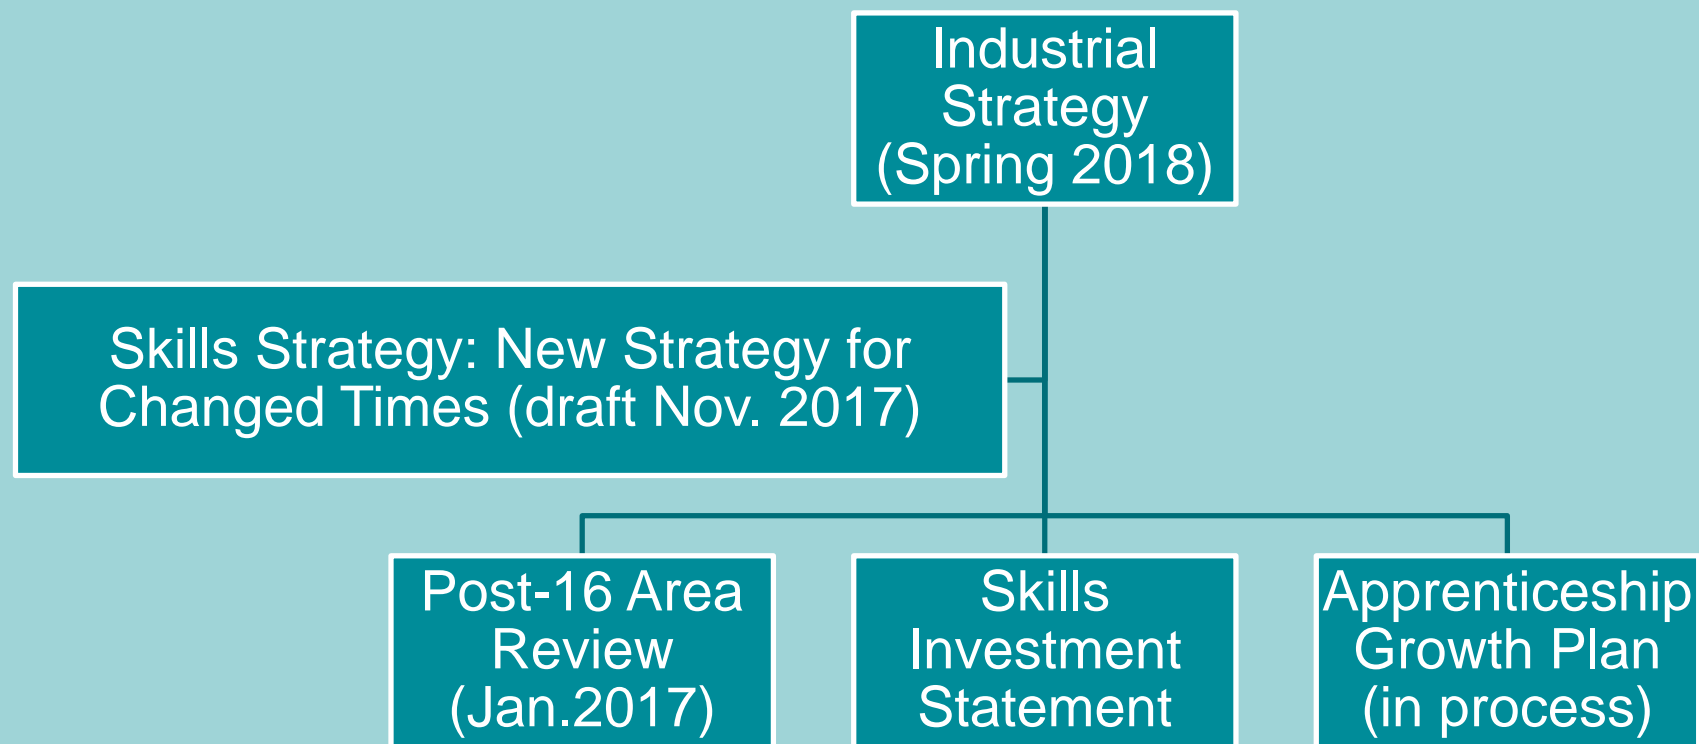 Industrial
Strategy
(Spring 2018)
Skills Strategy: New Strategy for
Changed Times (draft Nov. 2017)
Post-16 Area
Review
(Jan.2017)
Skills
Investment
Statement
Apprenticeship
Growth Plan
(in process)